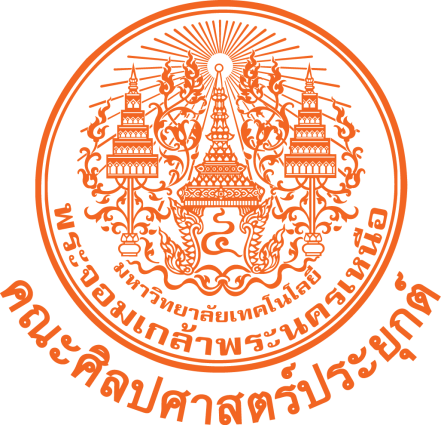 ๔
มหาวิทยาลัยเทคโนโลยี
พระจอมเกล้าพระนครเหนือ
คณะศิลปศาสตร์ประยุกต์